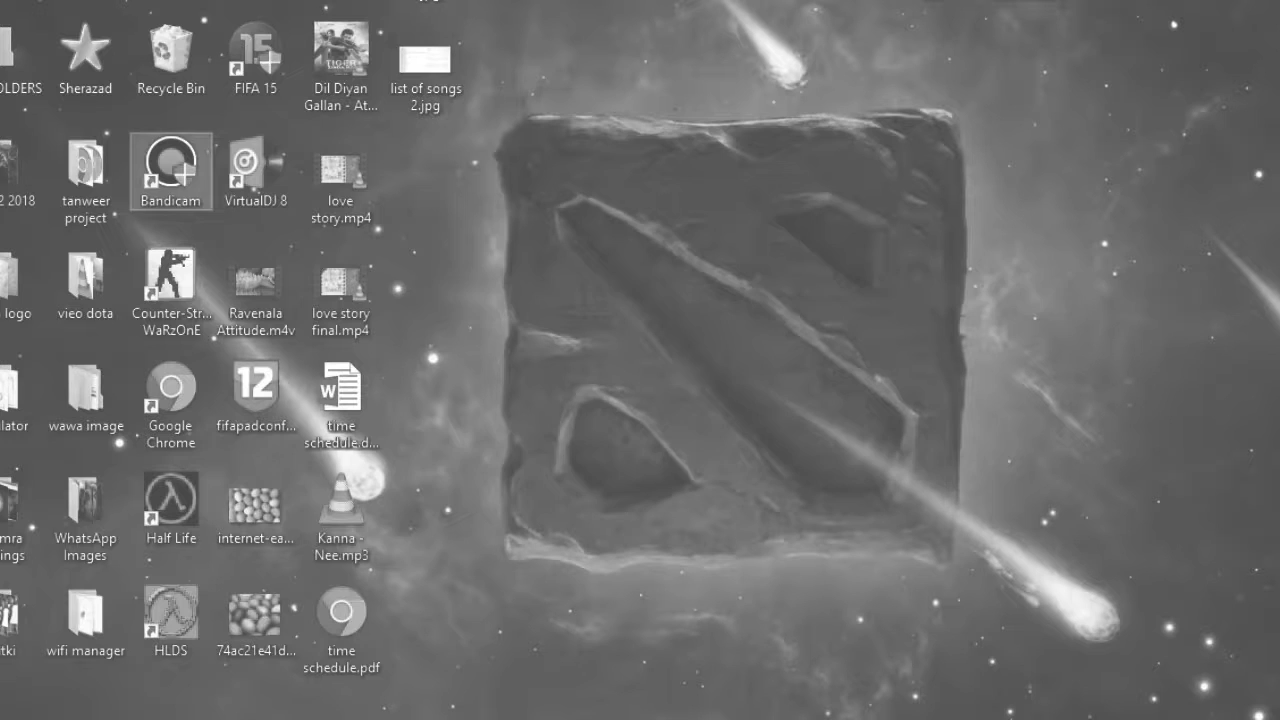 OLDERS
Sherazad
Recycle Bin
15
FIFA 15
TIGER
Dil Diyan
Gallan - At...
list of songs
2.jpg
2 2018
tanweer
project
Bandicam
VirtualDJ 8
love
story.mp4
logo
vieo dota
Counter-Str...
WaRzOnE
Ravenala
Attitude.m4v
love story
final.mp4
lator
wawa image
Google
Chrome
12
fifapadconf...
W
time
schedule.d...
mra
ings
WhatsApp
Images
Half Life
internet-ea...
Kanna -
Nee.mp3
tki
wifi manager
HLDS
74ac21e41d...
time
schedule.pdf